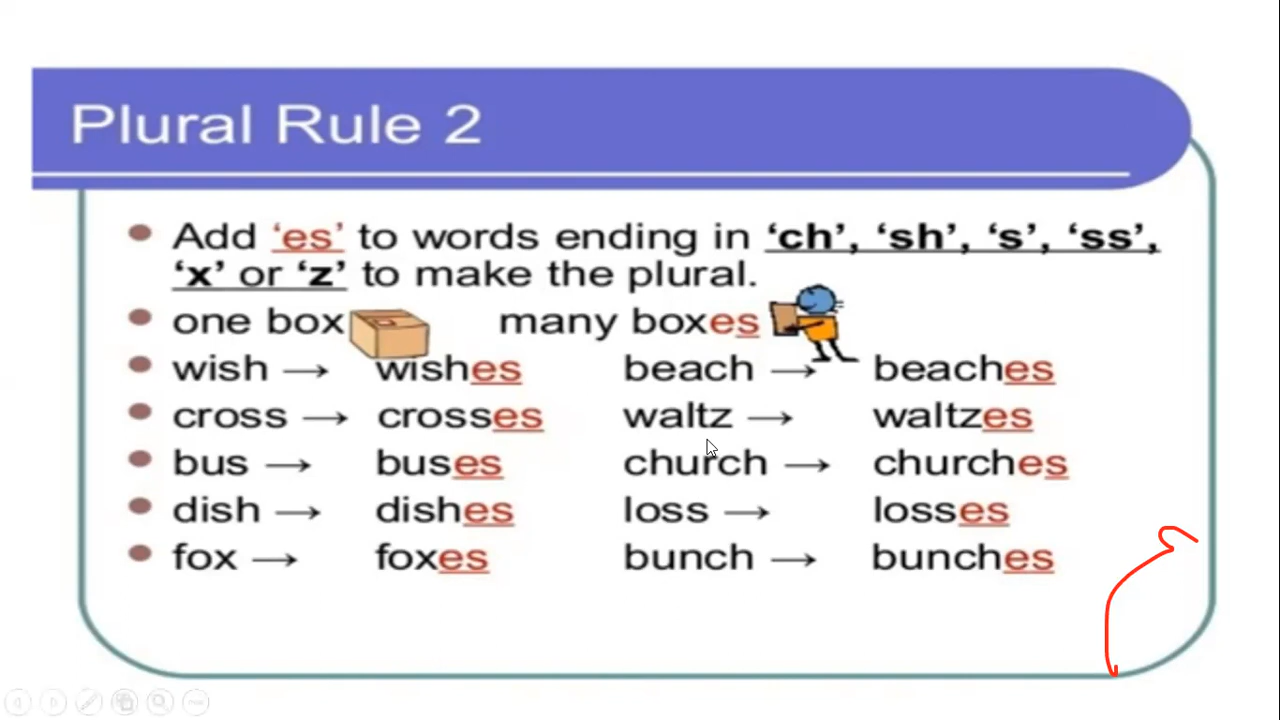 Plural Rule 2
Add ‘es’ to words ending in ‘ch’, ‘sh’, ‘s’, ‘ss’,
‘x’ or ‘z’ to make the plural.
one box many boxes
wish → wishes beach → beaches
cross → crosses waltz → waltzes
bus → buses church → churches
dish → dishes loss → losses
fox → foxes bunch → bunches